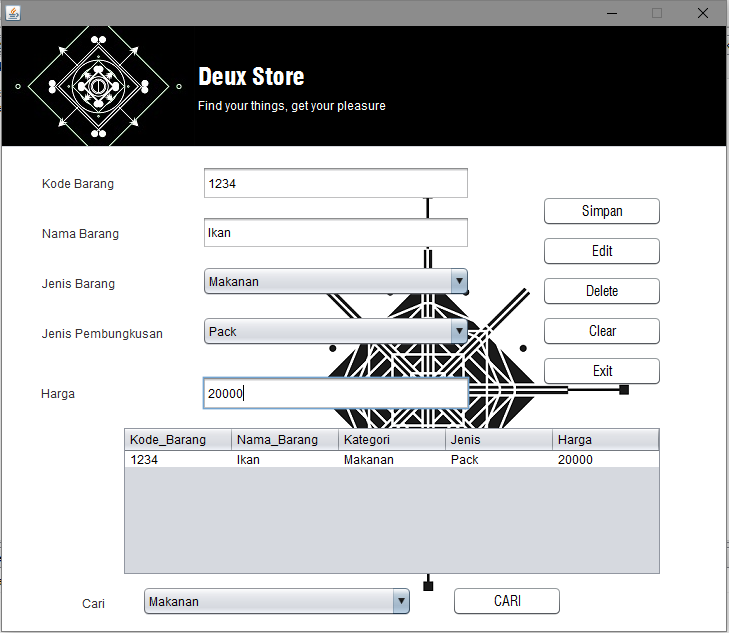 Deux Store
Find your things, get your pleasure
Kode Barang 1234
Simpan
Nama Barang Ikan
Edit
Jenis Barang Makanan
Delete
Jenis Pembungkusan Pack
Clear
Exit
Harga 20000
Kode_Barang Nama_Barang Kategori Jenis Harga
1234 Ikan Makanan Pack 20000
Cari Makanan CARI